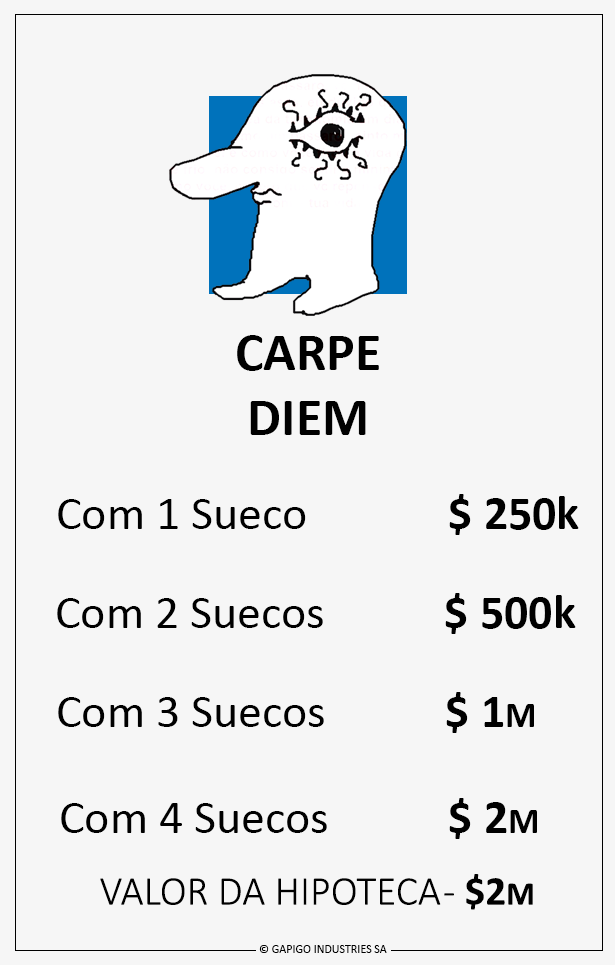 CARPE
DIEM
Com 1 Sueco $ 250k
Com 2 Suecos $ 500k
Com 3 Suecos $ 1M
Com 4 Suecos $ 2M
VALOR DA HIPOTECA- $2M
© GAPIGO INDUSTRIES SA